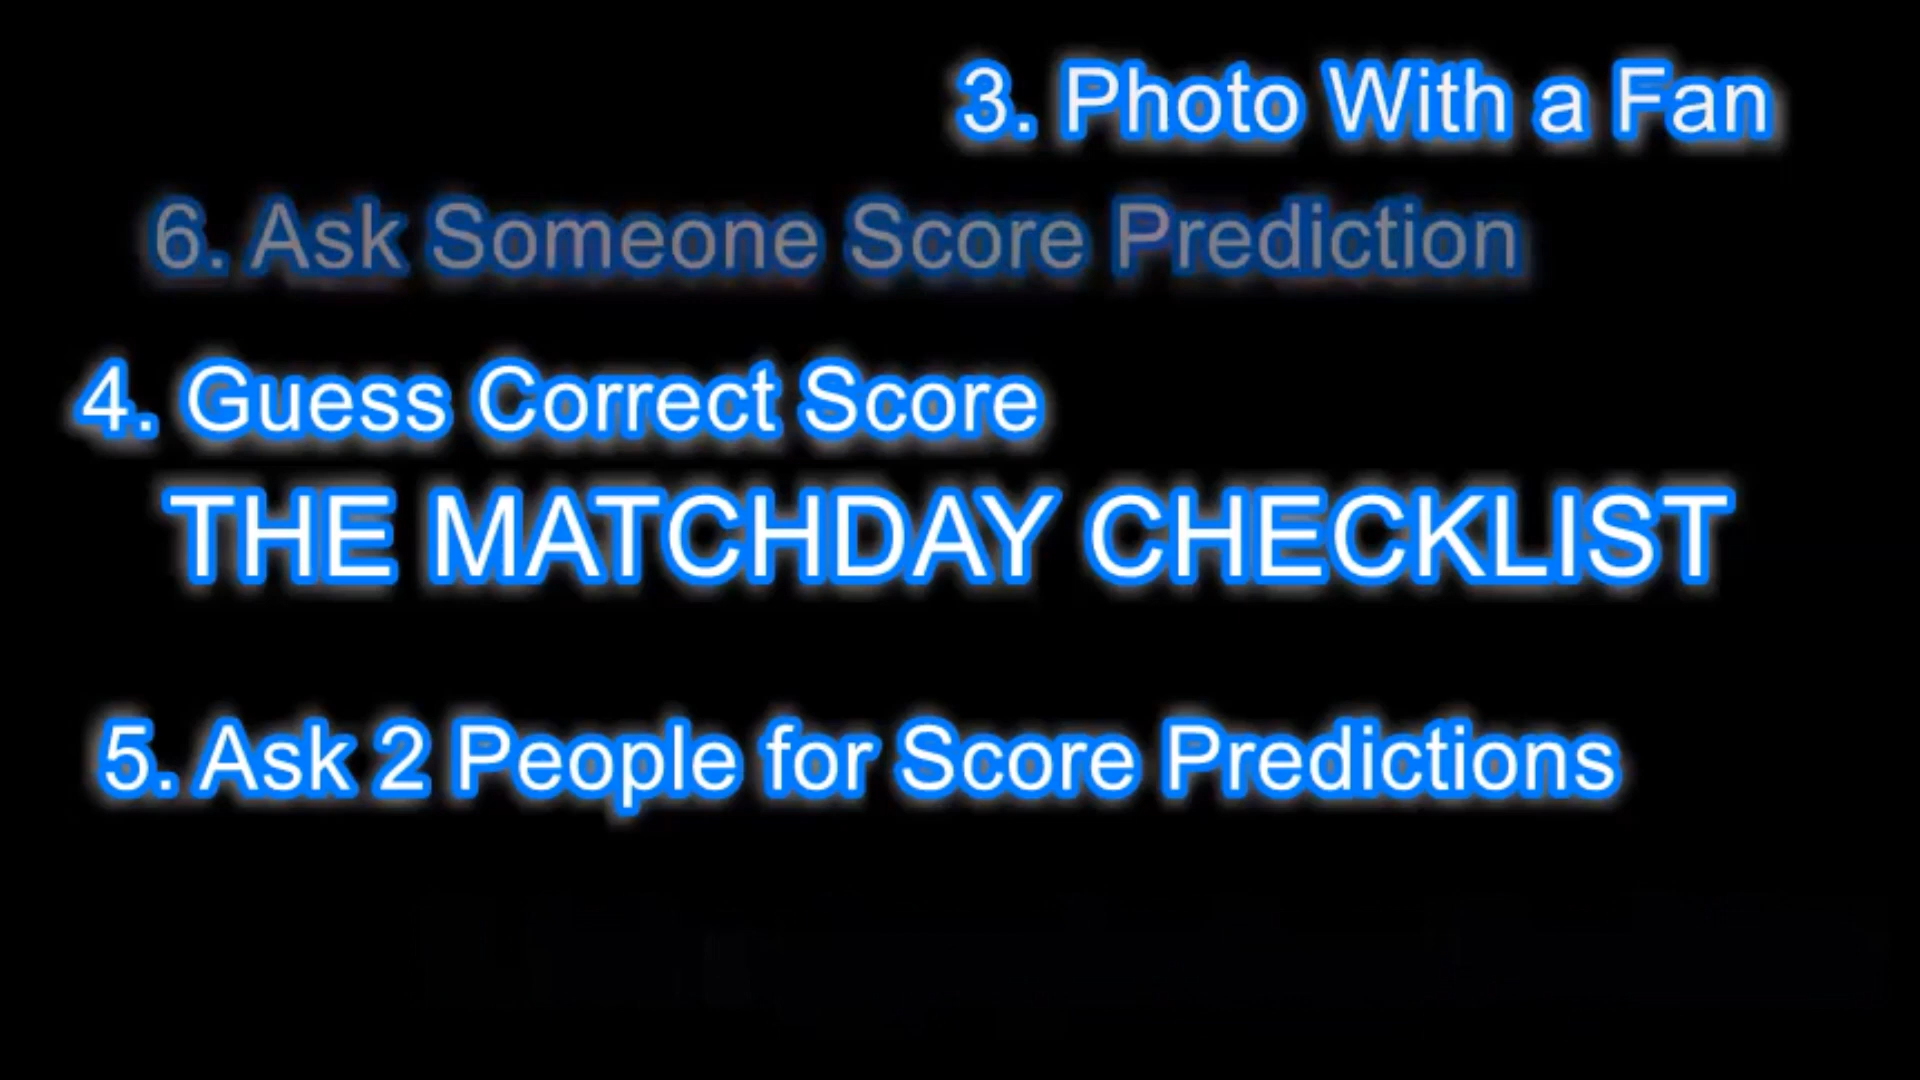 3. Photo With a Fan
6. Ask Someone Score Prediction
4. Guess Correct Score
THE MATCHDAY CHECKLIST
5. Ask 2 People for Score Predictions